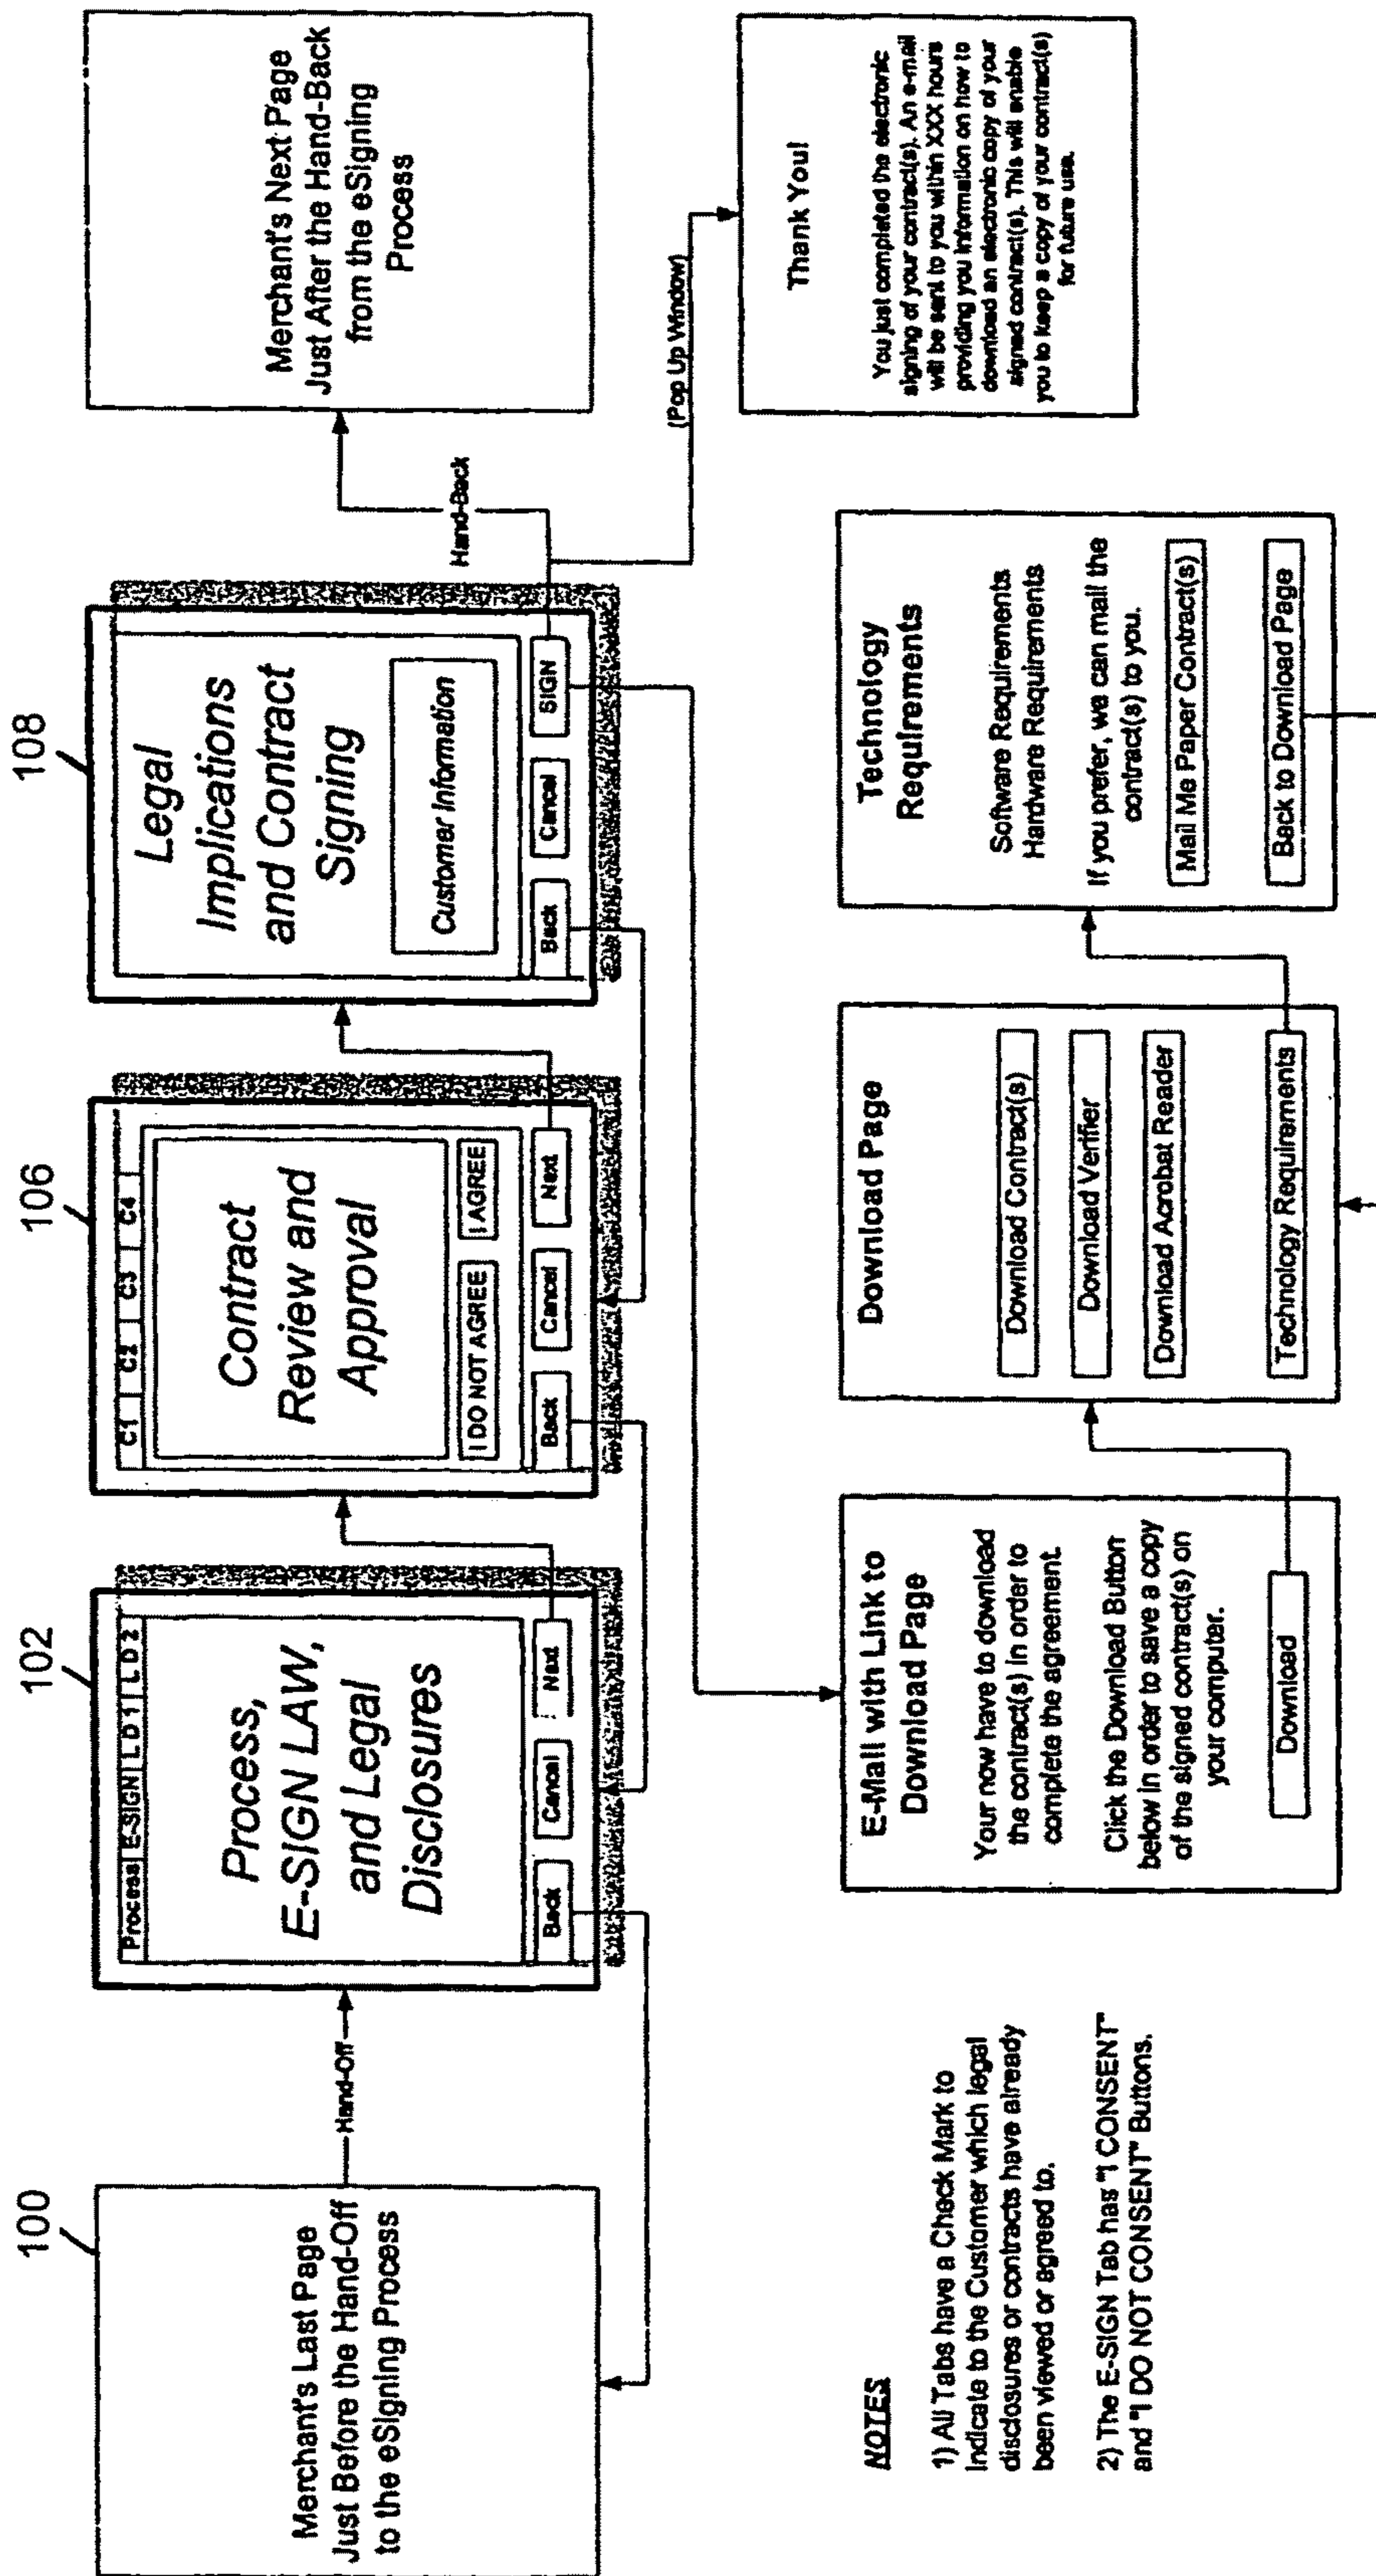 100
Merchant's Last Page
Just Before the Hand-Off
to the eSigning Process
Hand-Off
102
Process E-SIGN L D 1 L D 2
Process,
E-SIGN LAW,
and Legal
Disclosures
Back Cancel Next
106
C1 C2 C3 C4
Contract
Review and
Approval
I DO NOT AGREE I AGREE
Back Cancel Next
108
Legal
Implications
and Contract
Signing
Customer Information
Back Cancel SIGN
Hand-Back
Merchant's Next Page
Just After the Hand-Back
from the eSigning
Process
(Pop Up Window)
Thank You!
You just completed the electronic
signing of your contract(s). An e-mail
will be sent to you within XXX hours
providing you information on how to
download an electronic copy of your
signed contract(s). This will enable
you to keep a copy of your contract(s)
for future use.
E-Mail with Link to
Download Page
Your now have to download
the contract(s) in order to
complete the agreement.
Click the Download Button
below in order to save a copy
of the signed contract(s) on
your computer.
Download
Download Page
Download Contract(s)
Download Verifier
Download Acrobat Reader
Technology Requirements
Technology
Requirements
Software Requirements
Hardware Requirements
If you prefer, we can mail the
contract(s) to you.
Mail Me Paper Contract(s)
Back to Download Page
NOTES
1) All Tabs have a Check Mark to
Indicate to the Customer which legal
disclosures or contracts have already
been viewed or agreed to.
2) The E-SIGN Tab has "I CONSENT"
and "I DO NOT CONSENT" Buttons.